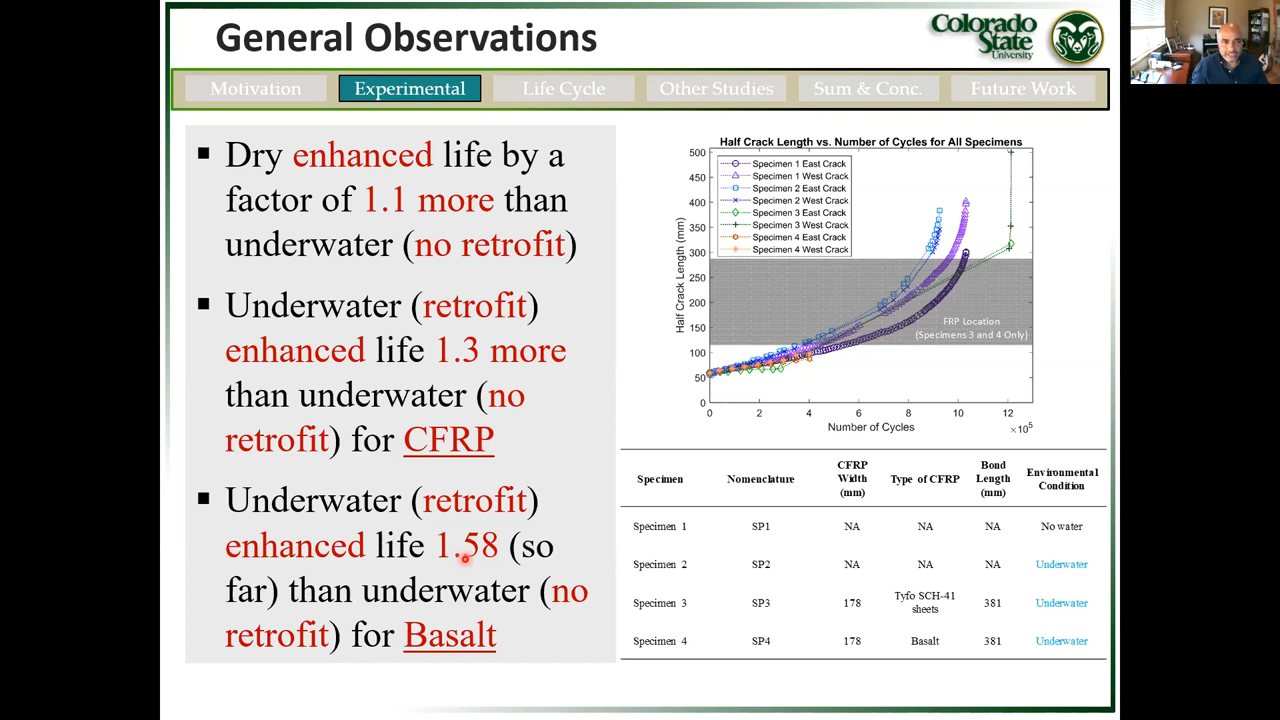 General Observations
Colorado
State
University
Motivation
Experimental
Life Cycle
Other Studies
Sum & Conc.
Future Work
▪ Dry enhanced life by a
factor of 1.1 more than
underwater (no retrofit)
▪ Underwater (retrofit)
enhanced life 1.3 more
than underwater (no
retrofit) for CFRP
▪ Underwater (retrofit)
enhanced life 1.58 (so
far) than underwater (no
retrofit) for Basalt
Half Crack Length vs. Number of Cycles for All Specimens
Half Crack Length (mm)
500
450
400
350
300
250
200
150
100
50
0
Specimen 1 East Crack
Specimen 1 West Crack
Specimen 2 East Crack
Specimen 2 West Crack
Specimen 3 East Crack
Specimen 3 West Crack
Specimen 4 East Crack
Specimen 4 West Crack
FRP Location
(Specimens 3 and 4 Only)
0 2 4 6 8 10 12
×10⁵
Number of Cycles
Specimen Nomenclature CFRP Width (mm) Type of CFRP Bond Length (mm) Environmental Condition
Specimen 1 SP1 NA NA NA No water
Specimen 2 SP2 NA NA NA Underwater
Specimen 3 SP3 178 Tyfo SCH-41 sheets 381 Underwater
Specimen 4 SP4 178 Basalt 381 Underwater